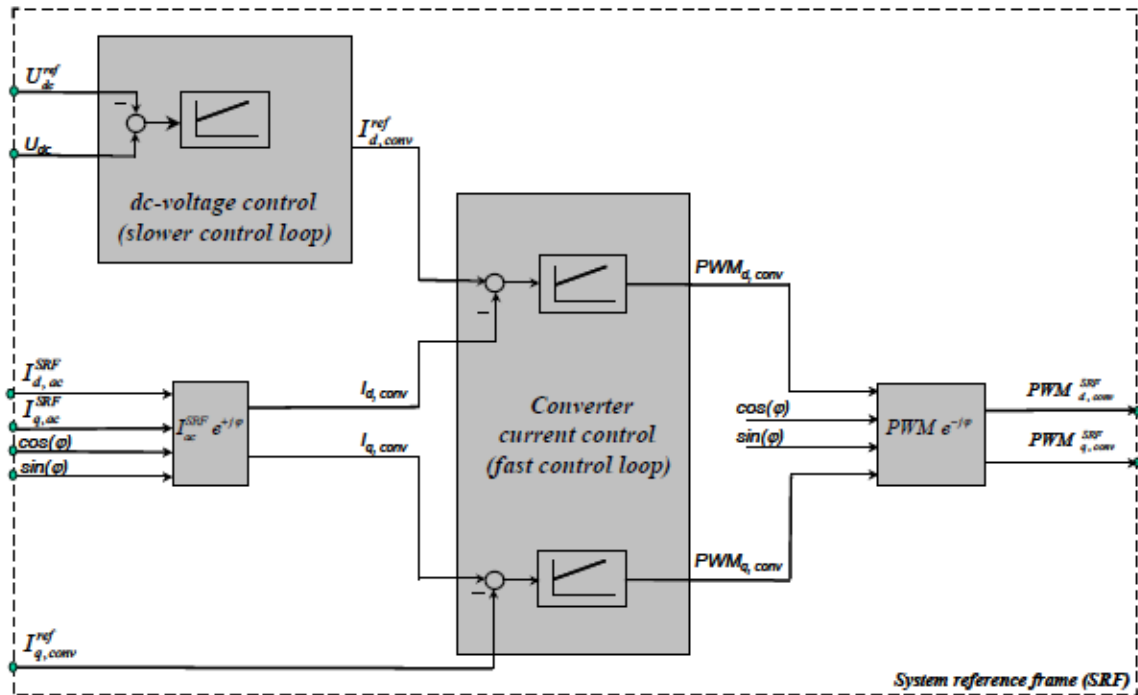 U_dc^ref
−
U_dc
I_d,conv^ref
dc-voltage control
(slower control loop)
−
PWM_d, conv
I_d, ac^SRF
I_q, ac^SRF
cos(φ)
sin(φ)
I_ac^SRF e^+jφ
I_d, conv
I_q, conv
Converter
current control
(fast control loop)
cos(φ)
sin(φ)
PWM e^−jφ
PWM_d,conv^SRF
PWM_q,conv^SRF
−
PWM_q, conv
I_q,conv^ref
System reference frame (SRF)